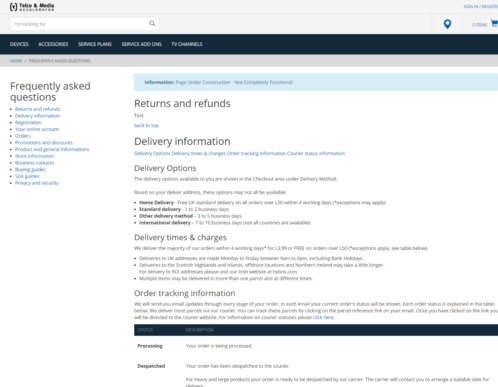 Telco & Media
ACCELERATOR
SIGN IN / REGISTER
I'm looking for
0 ITEMS
DEVICES ACCESSORIES SERVICE PLANS SERVICE ADD ONS TV CHANNELS
HOME / FREQUENTLY ASKED QUESTIONS
Frequently asked
questions
Returns and refunds
Delivery information
Registration
Your online account
Orders
Promotions and discounts
Product and general informations
Store information
Business contacts
Buying guides
Size guides
Privacy and security
Information: Page Under Construction - Not Completely Functional
Returns and refunds
Text
back to top
Delivery information
Delivery Options Delivery times & charges Order tracking information Courier status information
Delivery Options
The delivery options available to you are shown in the Checkout area under Delivery Method.
Based on your deliver address, these options may not all be available:
Home Delivery - Free UK standard delivery on all orders over £50 within 4 working days (*exceptions may apply)
Standard delivery - 1 to 2 business days
Other delivery method – 3 to 5 business days
International delivery – 7 to 10 business days (not all countries are available)
Delivery times & charges
We deliver the majority of our orders within 4 working days* for £3.99 or FREE on orders over £50 (*exceptions apply, see table below).
Deliveries to UK addresses are made Monday to Friday between 9am to 6pm, excluding Bank Holidays.
Deliveries to the Scottish Highlands and Islands, offshore locations and Northern Ireland may take a little longer.
For delivery to ROI addresses please visit our Irish website at hybris.com
Multiple items may be delivered in more than one parcel and at different times.
Order tracking information
We will send you email updates through every stage of your order. In each email your current order's status will be shown. Each order status is explained in the table
below. We deliver most parcels via our courier. You can track these parcels by clicking on the parcel reference link on your email. Once you have clicked on the link you
will be directed to the courier website. For information on courier statuses please click here.
STATUS DESCRIPTION
Processing Your order is being processed.
Despatched Your order has been despatched to the courier.
For heavy and large products your order is ready to be despatched by our carrier. The carrier will contact you to arrange a suitable date for
delivery.